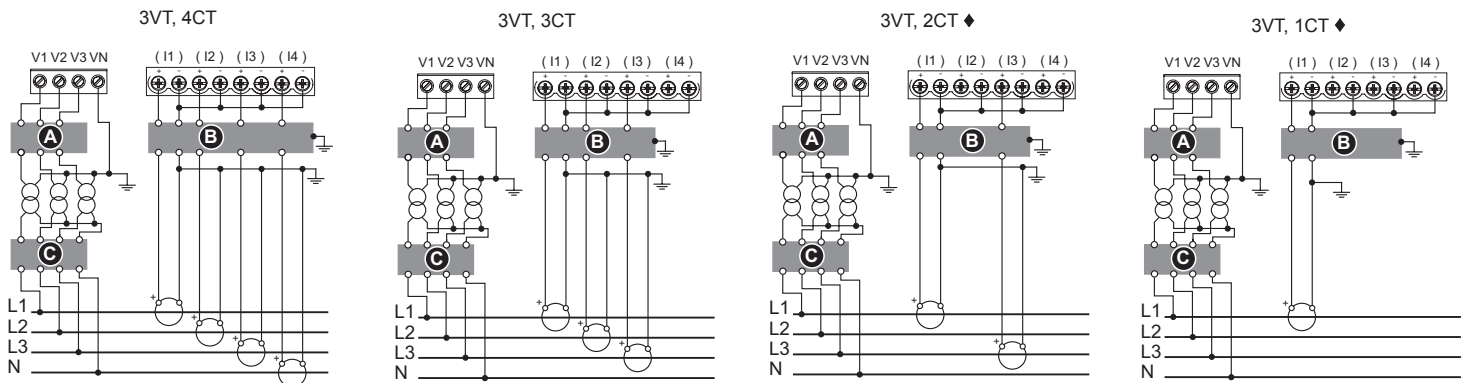 3VT, 4CT
V1 V2 V3 VN
( I1 ) ( I2 ) ( I3 ) ( I4 )
+ - + - + - + -
A
B
C
+
+
+
+
L1
L2
L3
N
3VT, 3CT
V1 V2 V3 VN
( I1 ) ( I2 ) ( I3 ) ( I4 )
+ - + - + - + -
A
B
C
+
+
+
L1
L2
L3
N
3VT, 2CT ♦
V1 V2 V3 VN
( I1 ) ( I2 ) ( I3 ) ( I4 )
+ - + - + - + -
A
B
C
+
+
L1
L2
L3
N
3VT, 1CT ♦
V1 V2 V3 VN
( I1 ) ( I2 ) ( I3 ) ( I4 )
+ - + - + - + -
A
B
C
+
L1
L2
L3
N